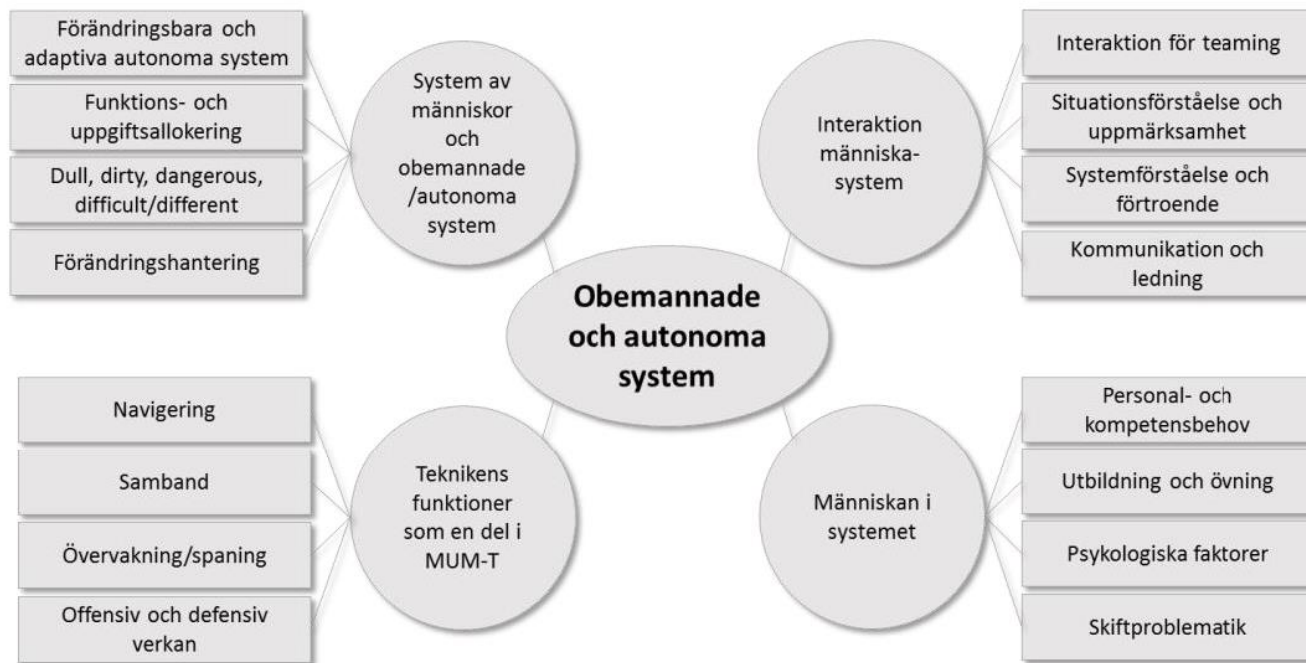 Förändringsbara och
adaptiva autonoma system
Funktions- och
uppgiftsallokering
Dull, dirty, dangerous,
difficult/different
Förändringshantering
System av
människor
och
obemannade
/autonoma
system
Interaktion
människa-
system
Interaktion för teaming
Situationsförståelse och
uppmärksamhet
Systemförståelse och
förtroende
Kommunikation och
ledning
Obemannade
och autonoma
system
Navigering
Samband
Övervakning/spaning
Offensiv och defensiv
verkan
Teknikens
funktioner
som en del i
MUM-T
Människan i
systemet
Personal- och
kompetensbehov
Utbildning och övning
Psykologiska faktorer
Skiftproblematik